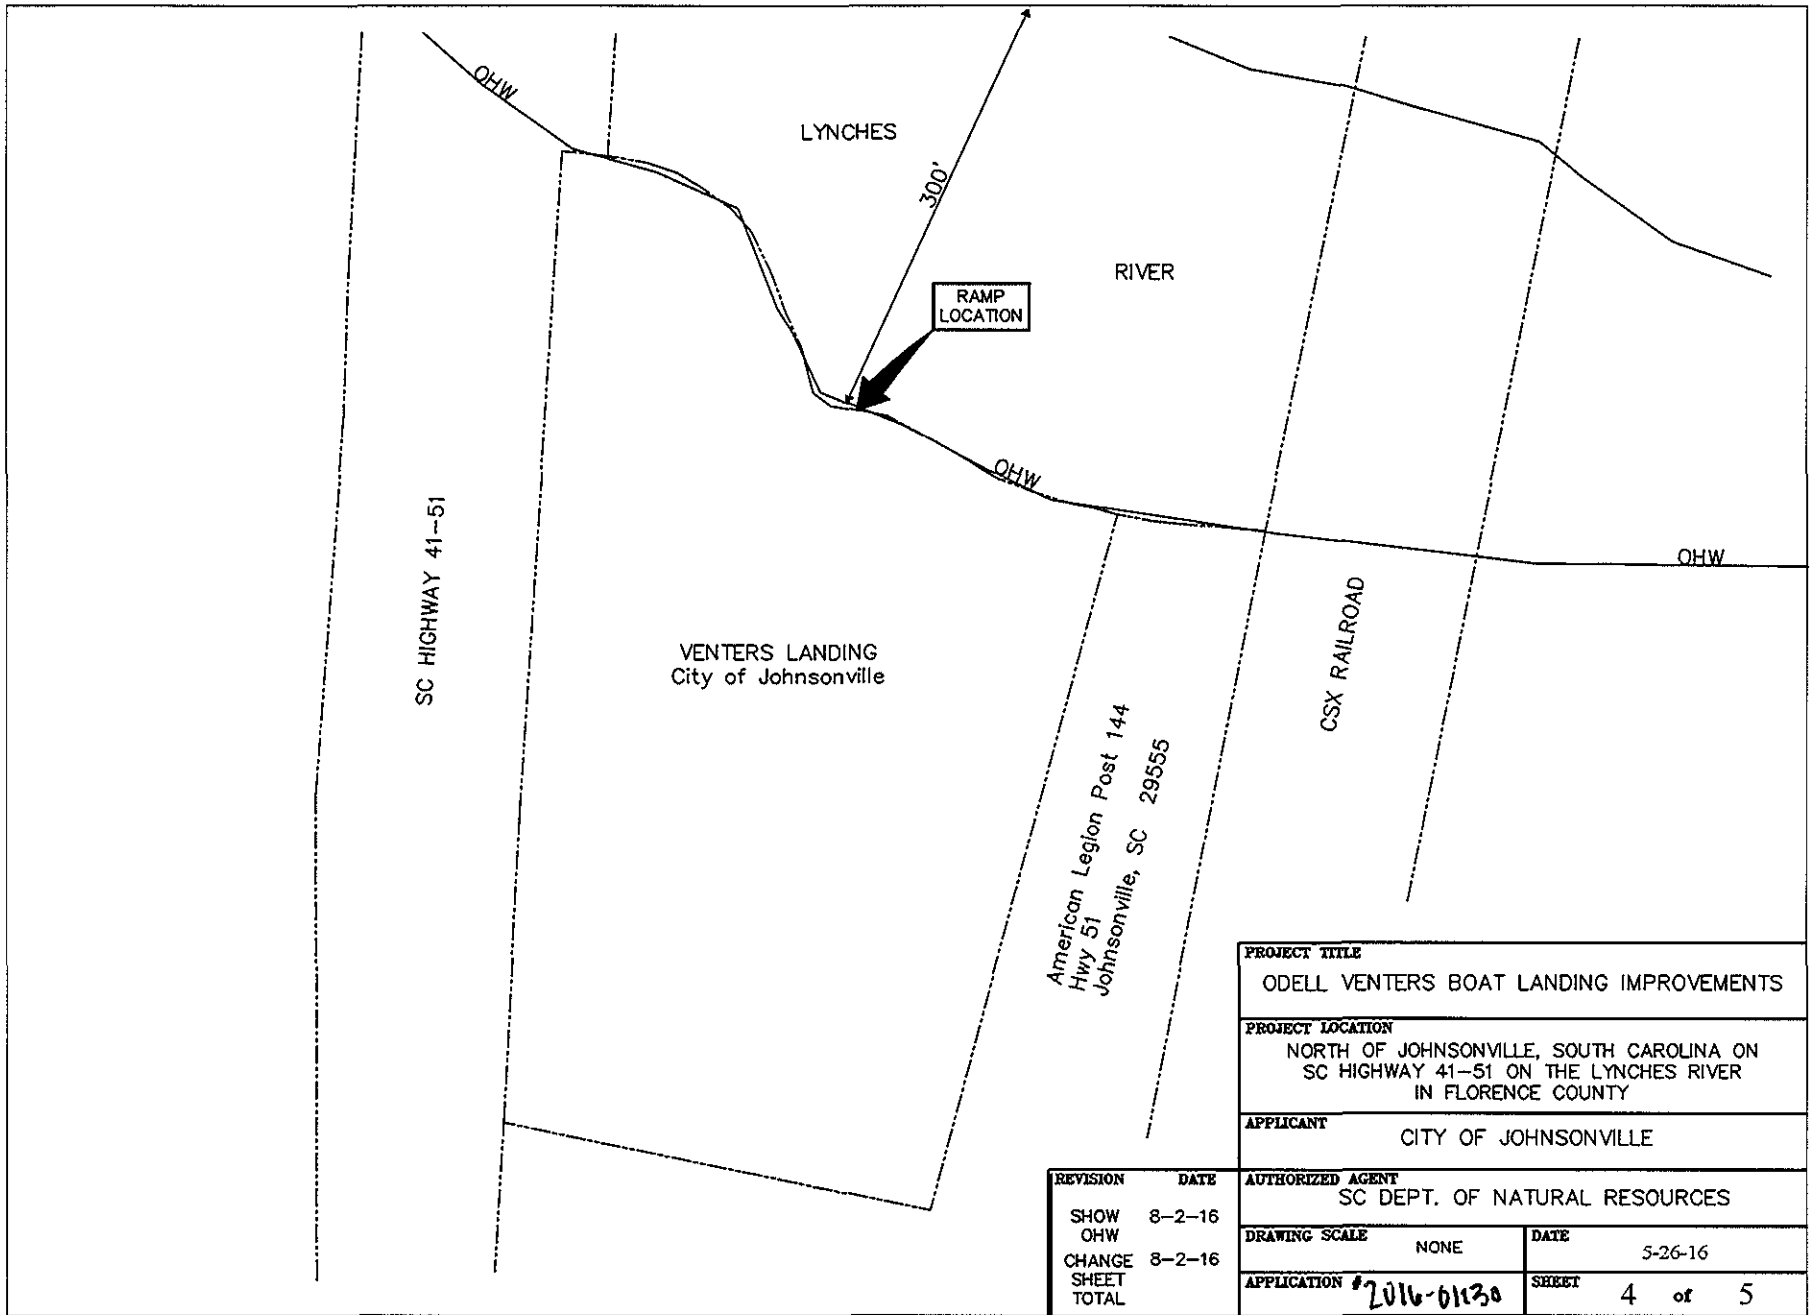 OHW
LYNCHES
300'
RIVER
RAMP
LOCATION
OHW
OHW
SC HIGHWAY 41-51
VENTERS LANDING
City of Johnsonville
CSX RAILROAD
American Legion Post 144
Hwy 51
Johnsonville, SC 29555
PROJECT TITLE
ODELL VENTERS BOAT LANDING IMPROVEMENTS
PROJECT LOCATION
NORTH OF JOHNSONVILLE, SOUTH CAROLINA ON
SC HIGHWAY 41-51 ON THE LYNCHES RIVER
IN FLORENCE COUNTY
APPLICANT
CITY OF JOHNSONVILLE
REVISION DATE
SHOW 8-2-16
OHW
CHANGE 8-2-16
SHEET
TOTAL
AUTHORIZED AGENT
SC DEPT. OF NATURAL RESOURCES
DRAWING SCALE NONE
DATE 5-26-16
APPLICATION #
SHEET 4 of 5